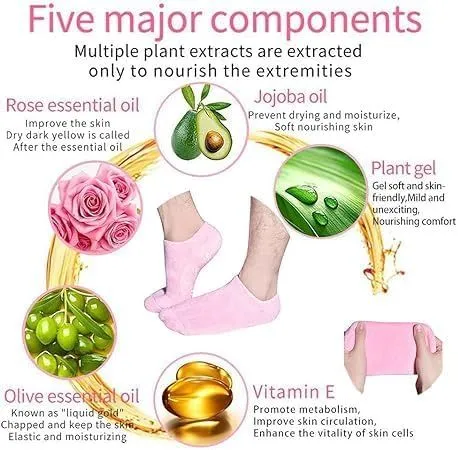 Five major components
Multiple plant extracts are extracted
only to nourish the extremities
Rose essential oil
Improve the skin
Dry dark yellow is called
After the essential oil
Jojoba oil
Prevent drying and moisturize,
Soft nourishing skin
Plant gel
Gel soft and skin-
friendly,Mild and
unexciting,
Nourishing comfort
Olive essential oil
Known as "liquid gold"
Chapped and keep the skin,
Elastic and moisturizing
Vitamin E
Promote metabolism,
Improve skin circulation,
Enhance the vitality of skin cells